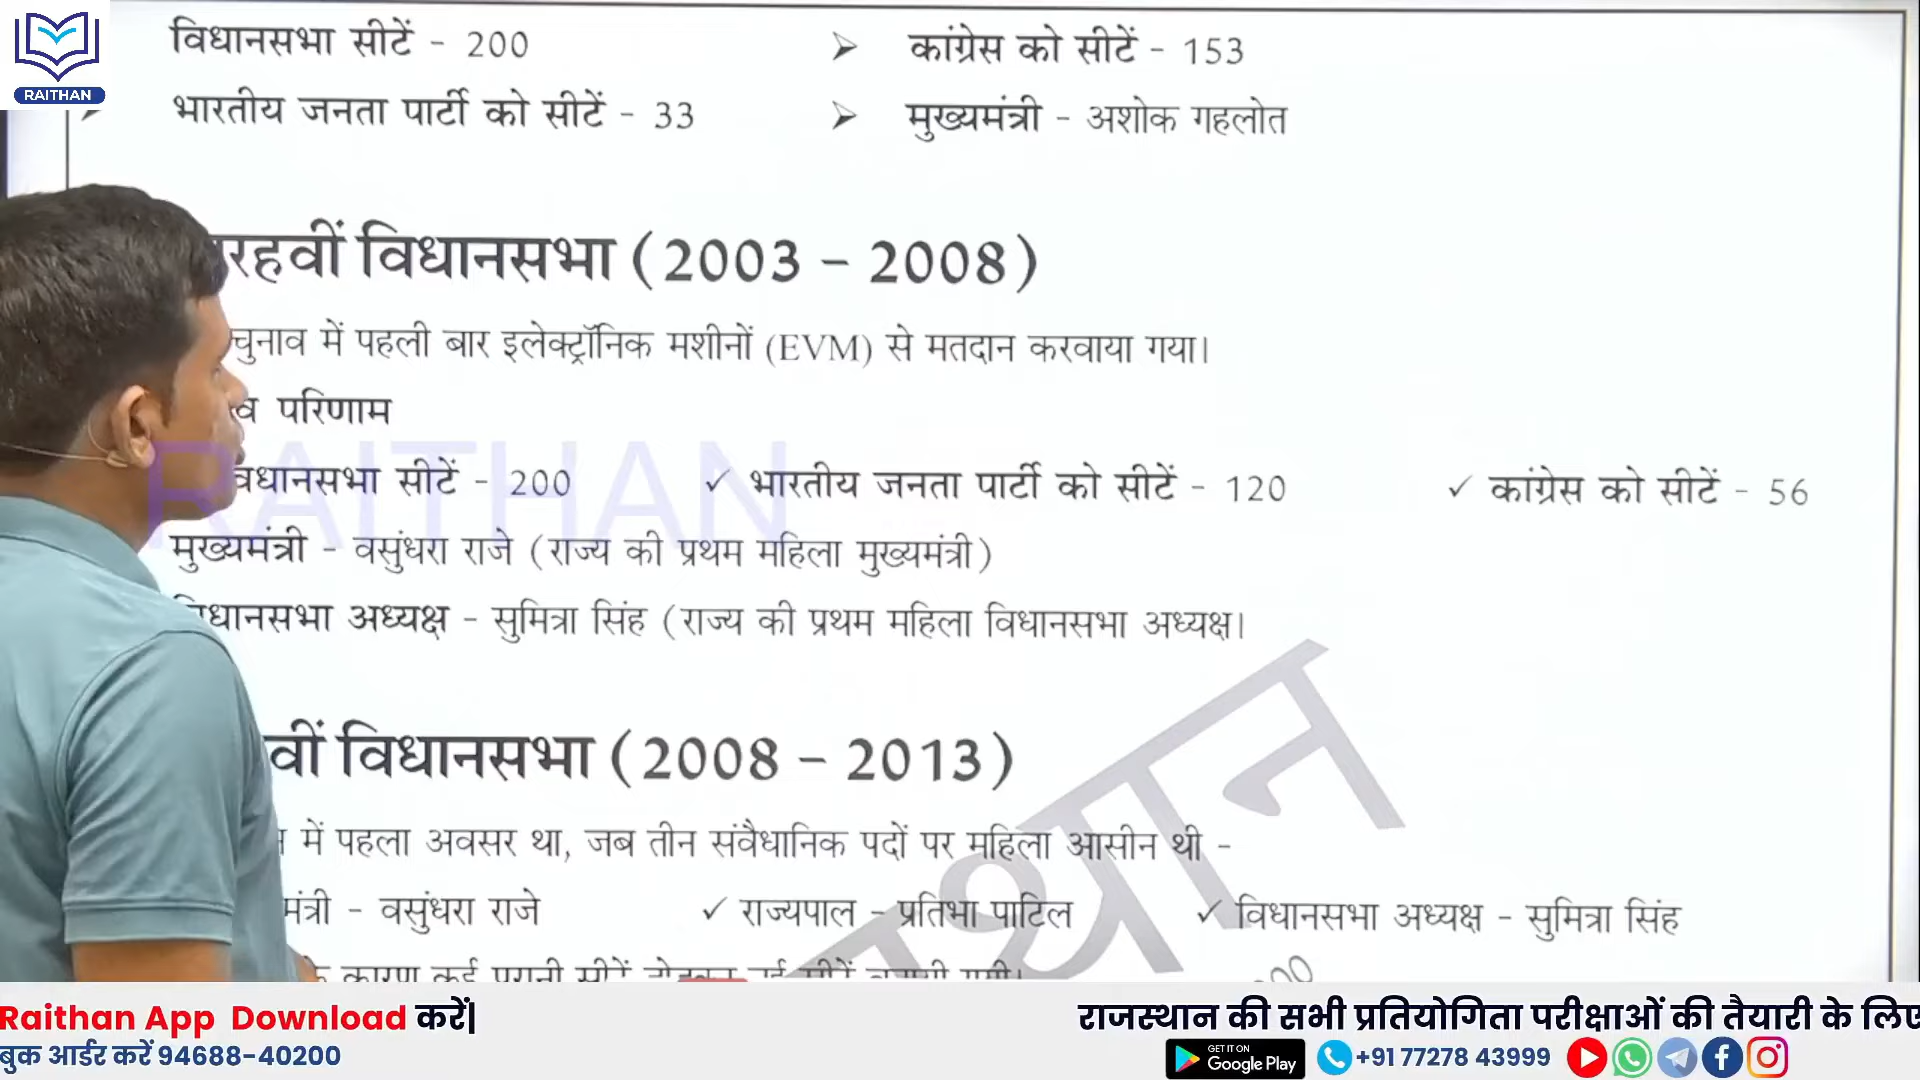 RAITHAN
विधानसभा सीटें - 200 ➢ कांग्रेस को सीटें - 153
भारतीय जनता पार्टी को सीटें - 33 ➢ मुख्यमंत्री - अशोक गहलोत
रहवीं विधानसभा (2003 - 2008)
चुनाव में पहली बार इलेक्ट्रॉनिक मशीनों (EVM) से मतदान करवाया गया।
व परिणाम
वधानसभा सीटें - 200 ✓ भारतीय जनता पार्टी को सीटें - 120 ✓ कांग्रेस को सीटें - 56
RAITHAN
मुख्यमंत्री - वसुंधरा राजे (राज्य की प्रथम महिला मुख्यमंत्री)
विधानसभा अध्यक्ष - सुमित्रा सिंह (राज्य की प्रथम महिला विधानसभा अध्यक्ष।
वीं विधानसभा (2008 - 2013)
में पहला अवसर था, जब तीन संवैधानिक पदों पर महिला आसीन थी -
मंत्री - वसुंधरा राजे ✓ राज्यपाल - प्रतिभा पाटिल ✓ विधानसभा अध्यक्ष - सुमित्रा सिंह
थान
Raithan App Download करें|
बुक आर्डर करें 94688-40200
राजस्थान की सभी प्रतियोगिता परीक्षाओं की तैयारी के लिए
GET IT ON
Google Play
+91 77278 43999